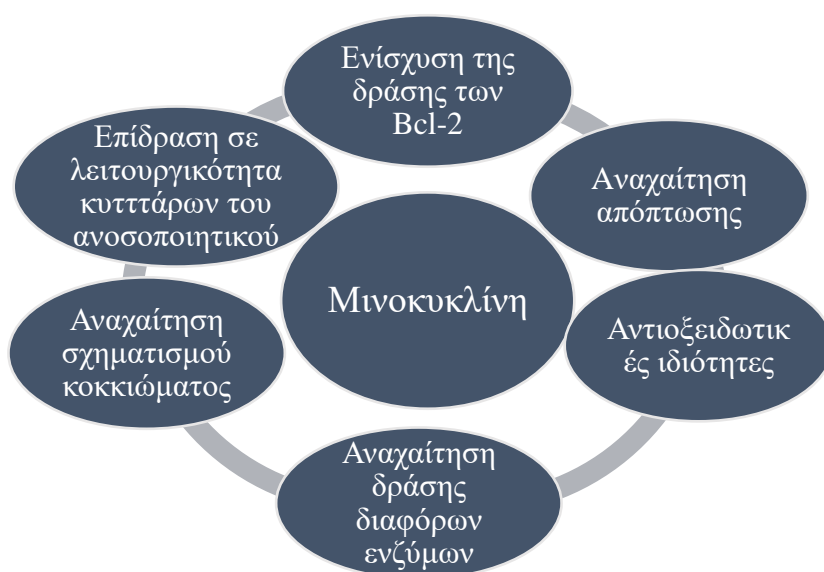 Ενίσχυση της
δράσης των
Bcl-2
Αναχαίτηση
απόπτωσης
Αντιοξειδωτικ
ές ιδιότητες
Αναχαίτηση
δράσης
διαφόρων
ενζύμων
Αναχαίτηση
σχηματισμού
κοκκιώματος
Επίδραση σε
λειτουργικότητα
κυτττάρων του
ανοσοποιητικού
Μινοκυκλίνη